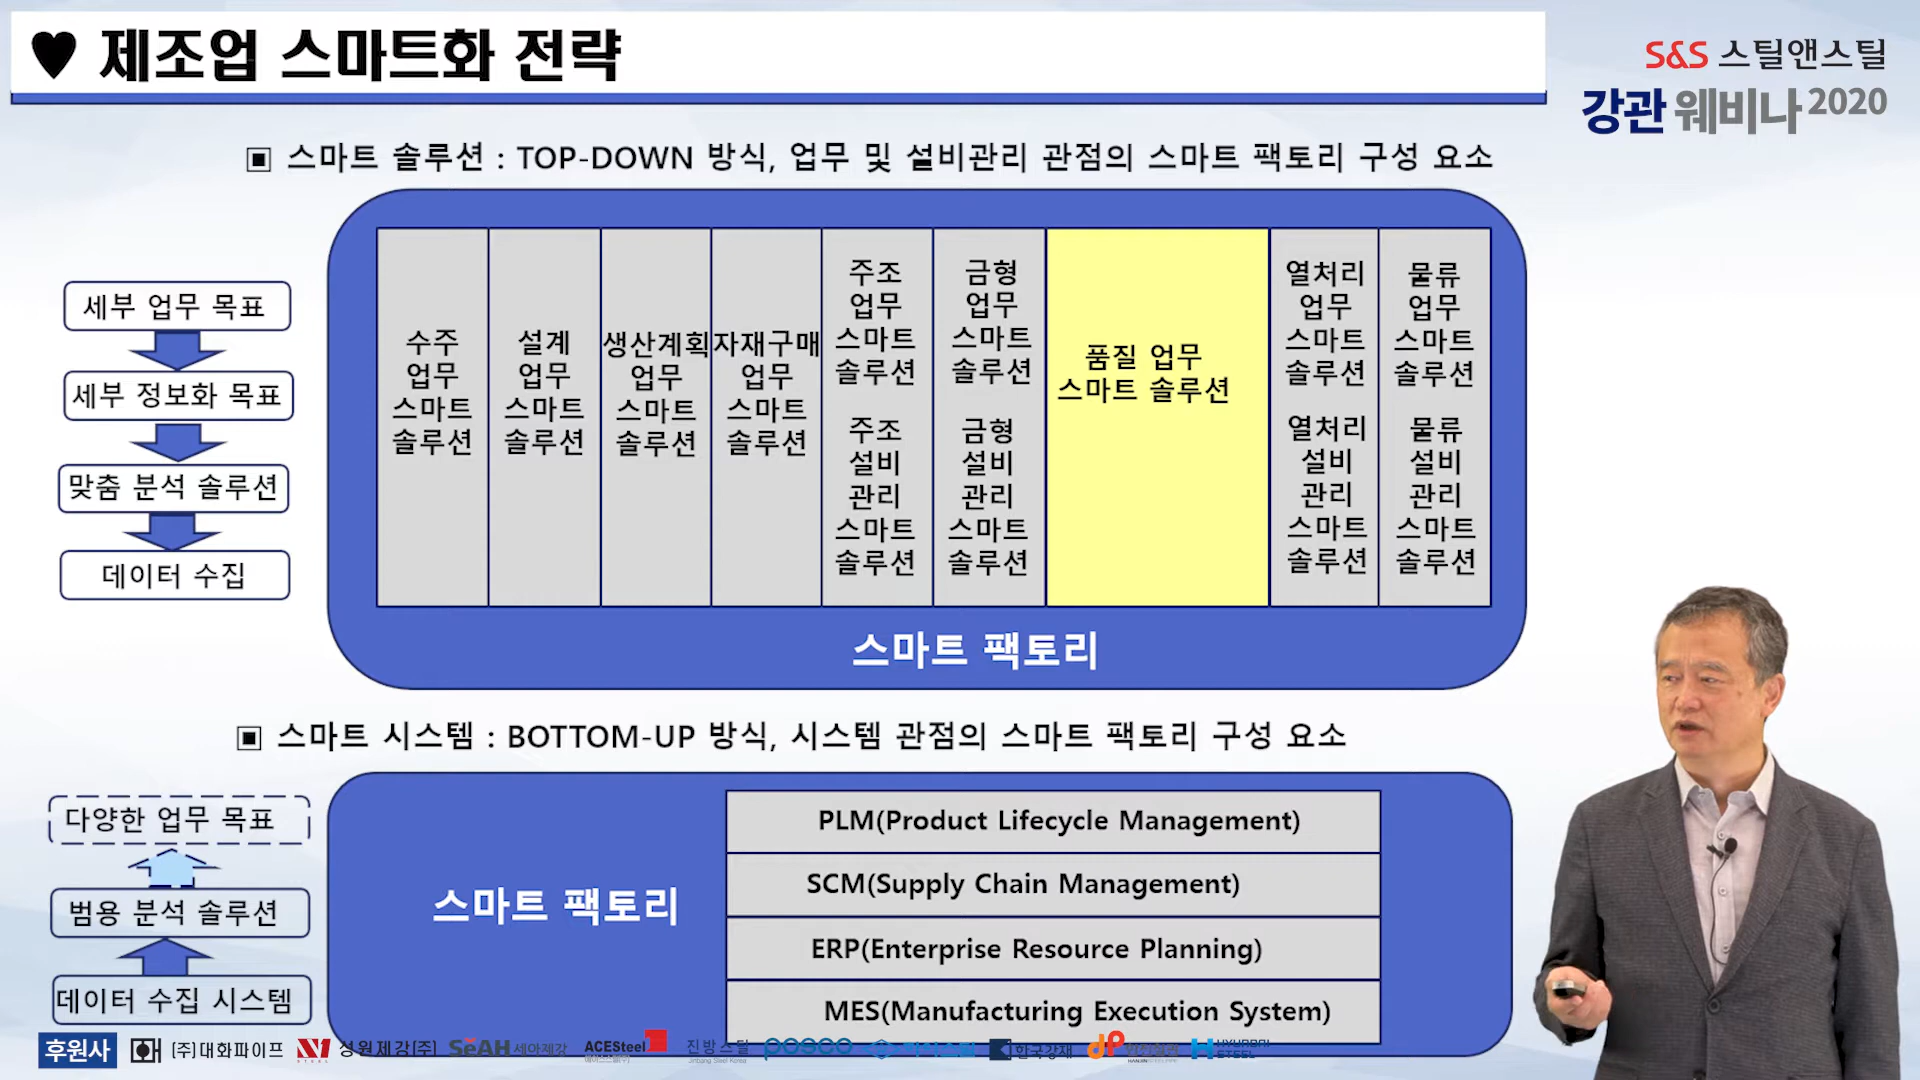 ♥ 제조업 스마트화 전략
S&S 스틸앤스틸
강관 웨비나 2020
▣ 스마트 솔루션 : TOP-DOWN 방식, 업무 및 설비관리 관점의 스마트 팩토리 구성 요소
세부 업무 목표
세부 정보화 목표
맞춤 분석 솔루션
데이터 수집
수주
업무
스마트
솔루션
설계
업무
스마트
솔루션
생산계획
업무
스마트
솔루션
자재구매
업무
스마트
솔루션
주조
업무
스마트
솔루션
주조
설비
관리
스마트
솔루션
금형
업무
스마트
솔루션
금형
설비
관리
스마트
솔루션
품질 업무
스마트 솔루션
열처리
업무
스마트
솔루션
열처리
설비
관리
스마트
솔루션
물류
업무
스마트
솔루션
물류
설비
관리
스마트
솔루션
스마트 팩토리
▣ 스마트 시스템 : BOTTOM-UP 방식, 시스템 관점의 스마트 팩토리 구성 요소
다양한 업무 목표
범용 분석 솔루션
데이터 수집 시스템
스마트 팩토리
PLM(Product Lifecycle Management)
SCM(Supply Chain Management)
ERP(Enterprise Resource Planning)
MES(Manufacturing Execution System)
후원사
(주)대화파이프
성원제강(주)
SeAH 세아제강
ACESteel
진방스틸
posco
한국강재
HYUNDAI
STEEL